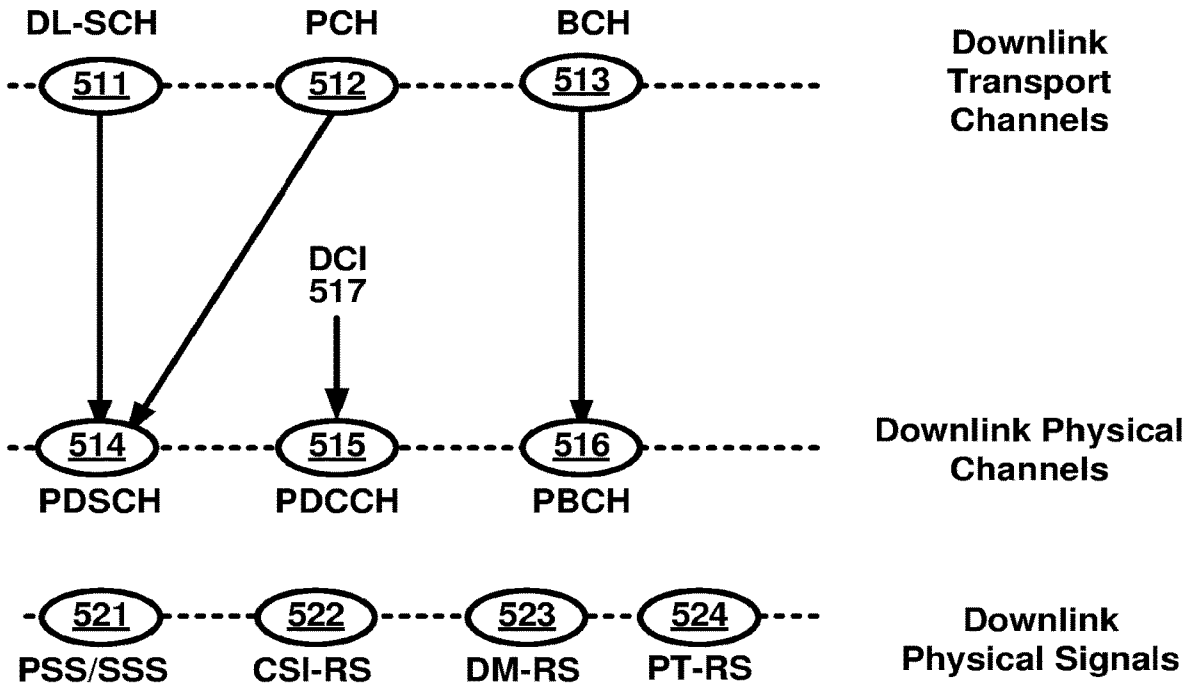 DL-SCH PCH BCH
511 512 513
Downlink
Transport
Channels
DCI
517
514 515 516
PDSCH PDCCH PBCH
Downlink Physical
Channels
521 522 523 524
PSS/SSS CSI-RS DM-RS PT-RS
Downlink
Physical Signals